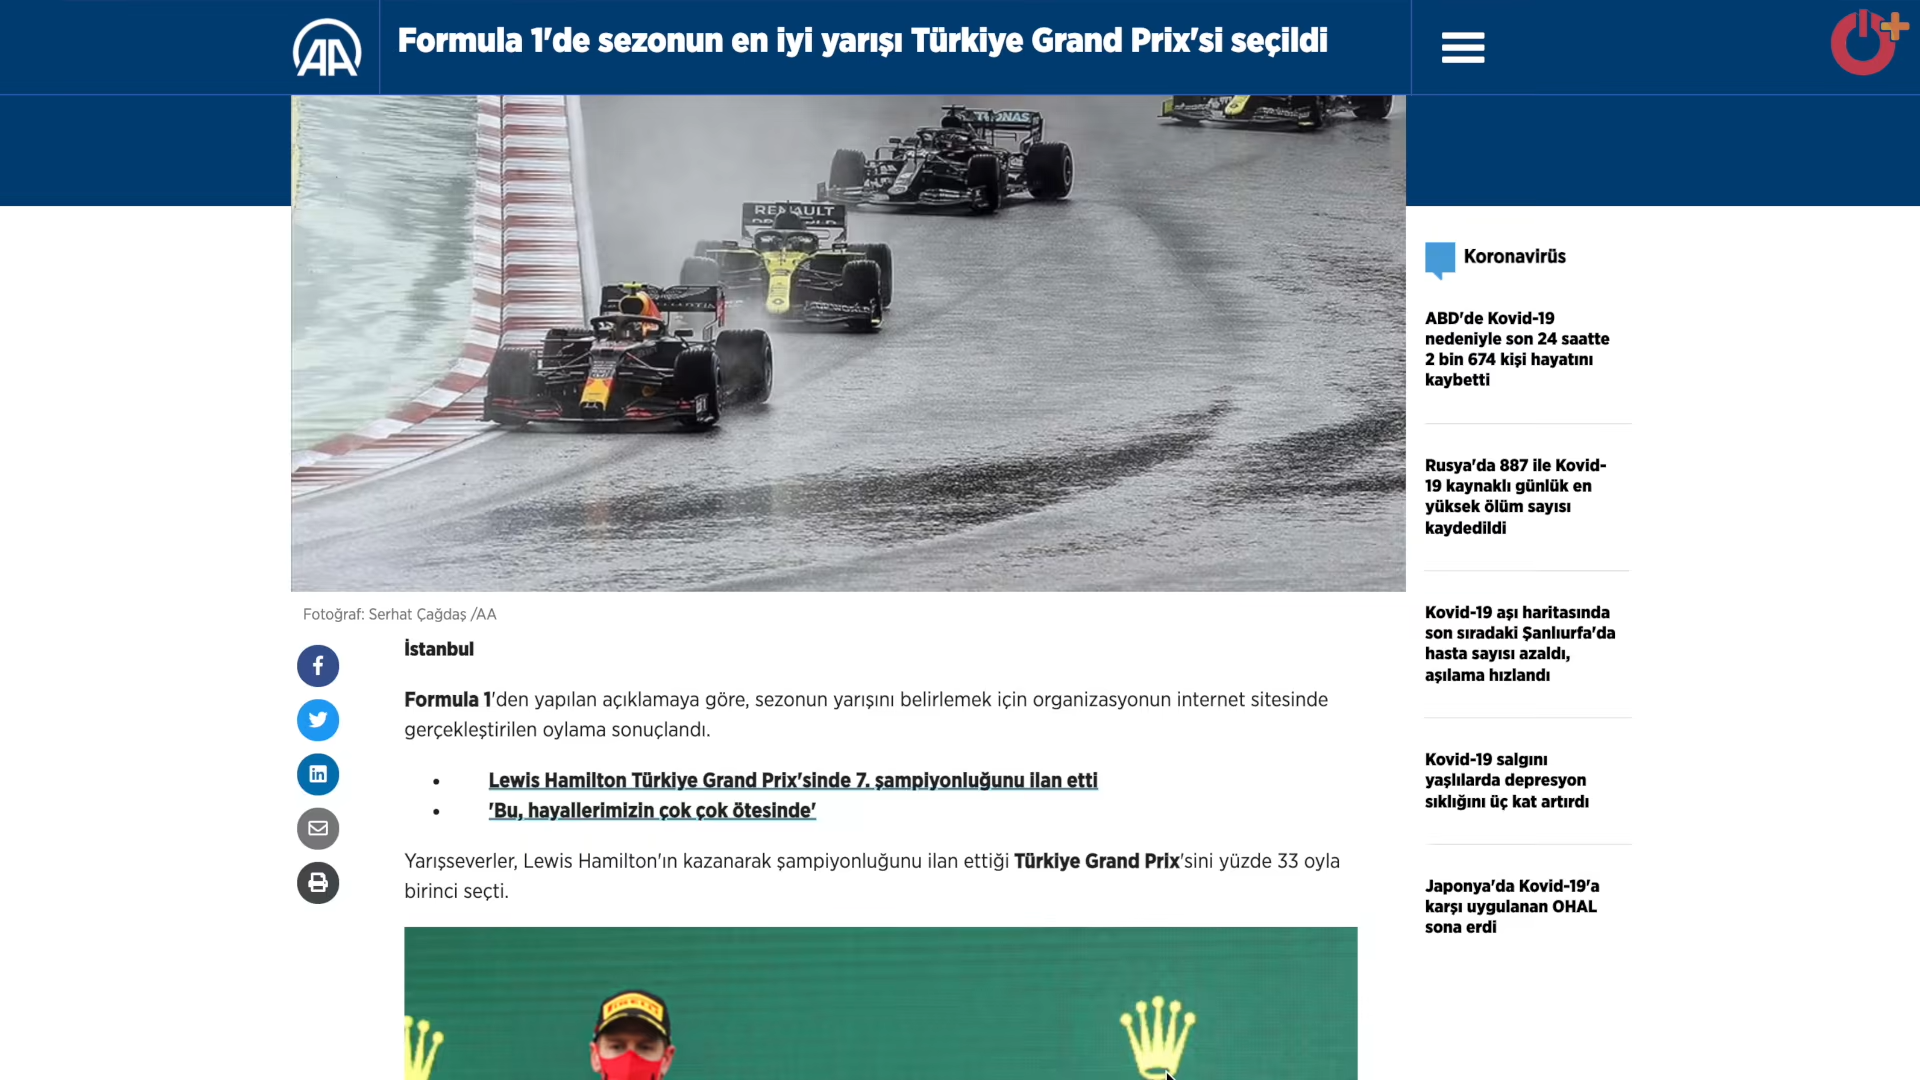 AA
Formula 1'de sezonun en iyi yarışı Türkiye Grand Prix'si seçildi
RENAULT
Fotoğraf: Serhat Çağdaş /AA
İstanbul
Formula 1'den yapılan açıklamaya göre, sezonun yarışını belirlemek için organizasyonun internet sitesinde
gerçekleştirilen oylama sonuçlandı.
• Lewis Hamilton Türkiye Grand Prix'sinde 7. şampiyonluğunu ilan etti
• 'Bu, hayallerimizin çok çok ötesinde'
Yarışseverler, Lewis Hamilton'ın kazanarak şampiyonluğunu ilan ettiği Türkiye Grand Prix'sini yüzde 33 oyla
birinci seçti.
PIRELLI
Koronavirüs
ABD'de Kovid-19
nedeniyle son 24 saatte
2 bin 674 kişi hayatını
kaybetti
Rusya'da 887 ile Kovid-
19 kaynaklı günlük en
yüksek ölüm sayısı
kaydedildi
Kovid-19 aşı haritasında
son sıradaki Şanlıurfa'da
hasta sayısı azaldı,
aşılama hızlandı
Kovid-19 salgını
yaşlılarda depresyon
sıklığını üç kat artırdı
Japonya'da Kovid-19'a
karşı uygulanan OHAL
sona erdi